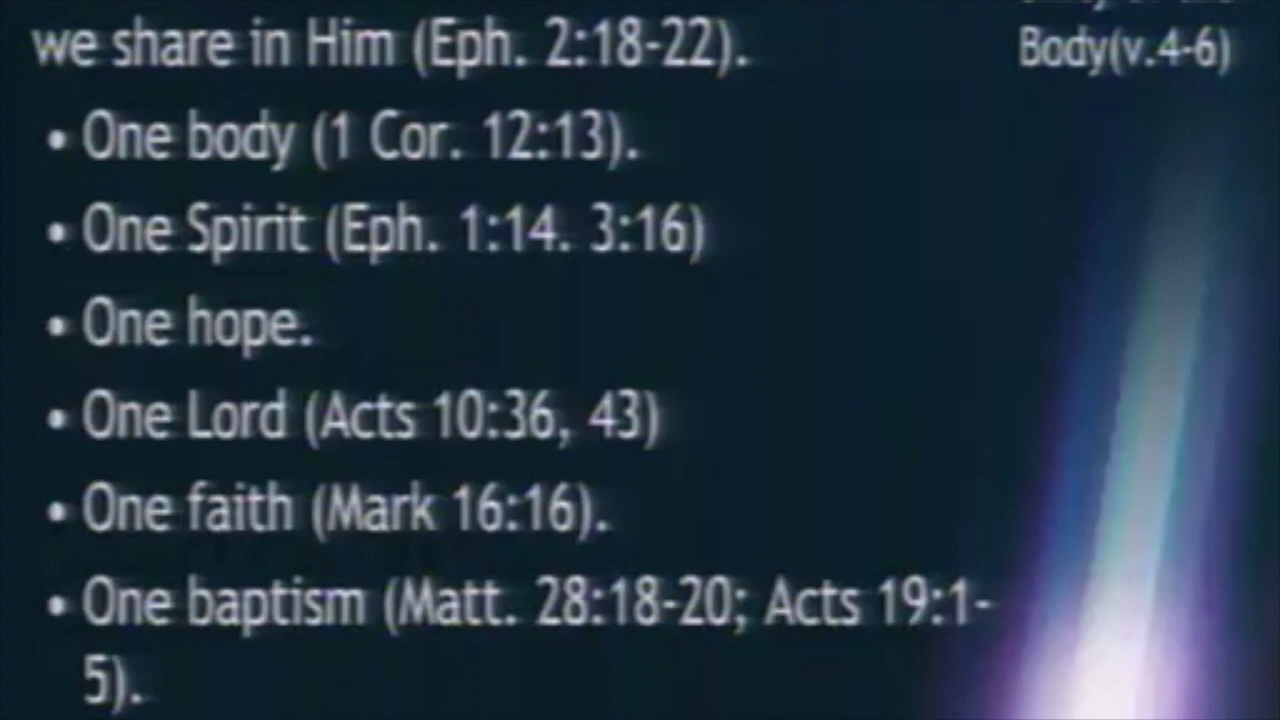 we share in Him (Eph. 2:18-22).
• One body (1 Cor. 12:13).
• One Spirit (Eph. 1:14. 3:16)
• One hope.
• One Lord (Acts 10:36, 43)
• One faith (Mark 16:16).
• One baptism (Matt. 28:18-20; Acts 19:1-
5).
Body(v.4-6)